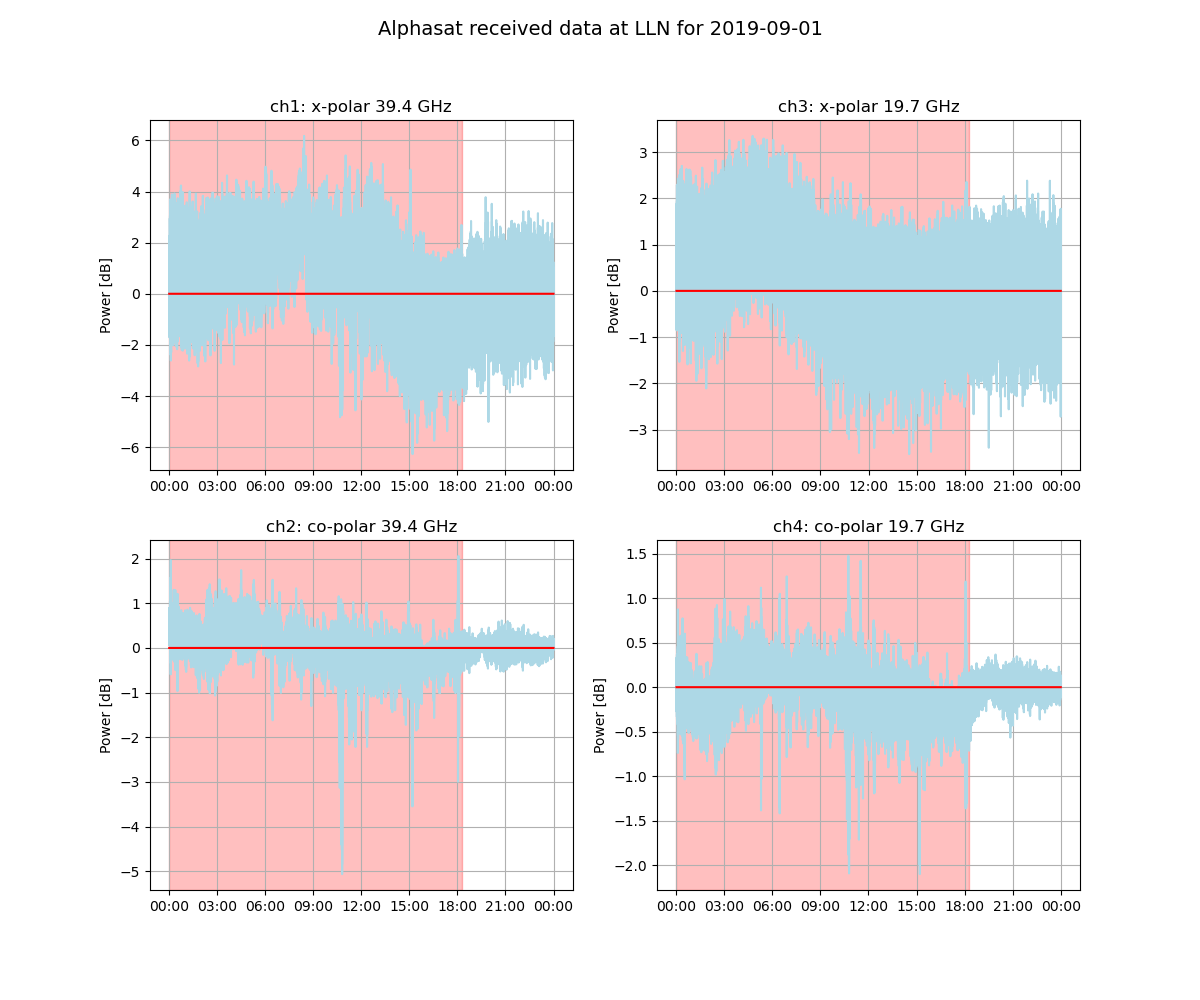 Alphasat received data at LLN for 2019-09-01
ch1: x-polar 39.4 GHz
Power [dB]
6
4
2
0
−2
−4
−6
00:00 03:00 06:00 09:00 12:00 15:00 18:00 21:00 00:00
ch3: x-polar 19.7 GHz
Power [dB]
3
2
1
0
−1
−2
−3
00:00 03:00 06:00 09:00 12:00 15:00 18:00 21:00 00:00
ch2: co-polar 39.4 GHz
Power [dB]
2
1
0
−1
−2
−3
−4
−5
00:00 03:00 06:00 09:00 12:00 15:00 18:00 21:00 00:00
ch4: co-polar 19.7 GHz
Power [dB]
1.5
1.0
0.5
0.0
−0.5
−1.0
−1.5
−2.0
00:00 03:00 06:00 09:00 12:00 15:00 18:00 21:00 00:00